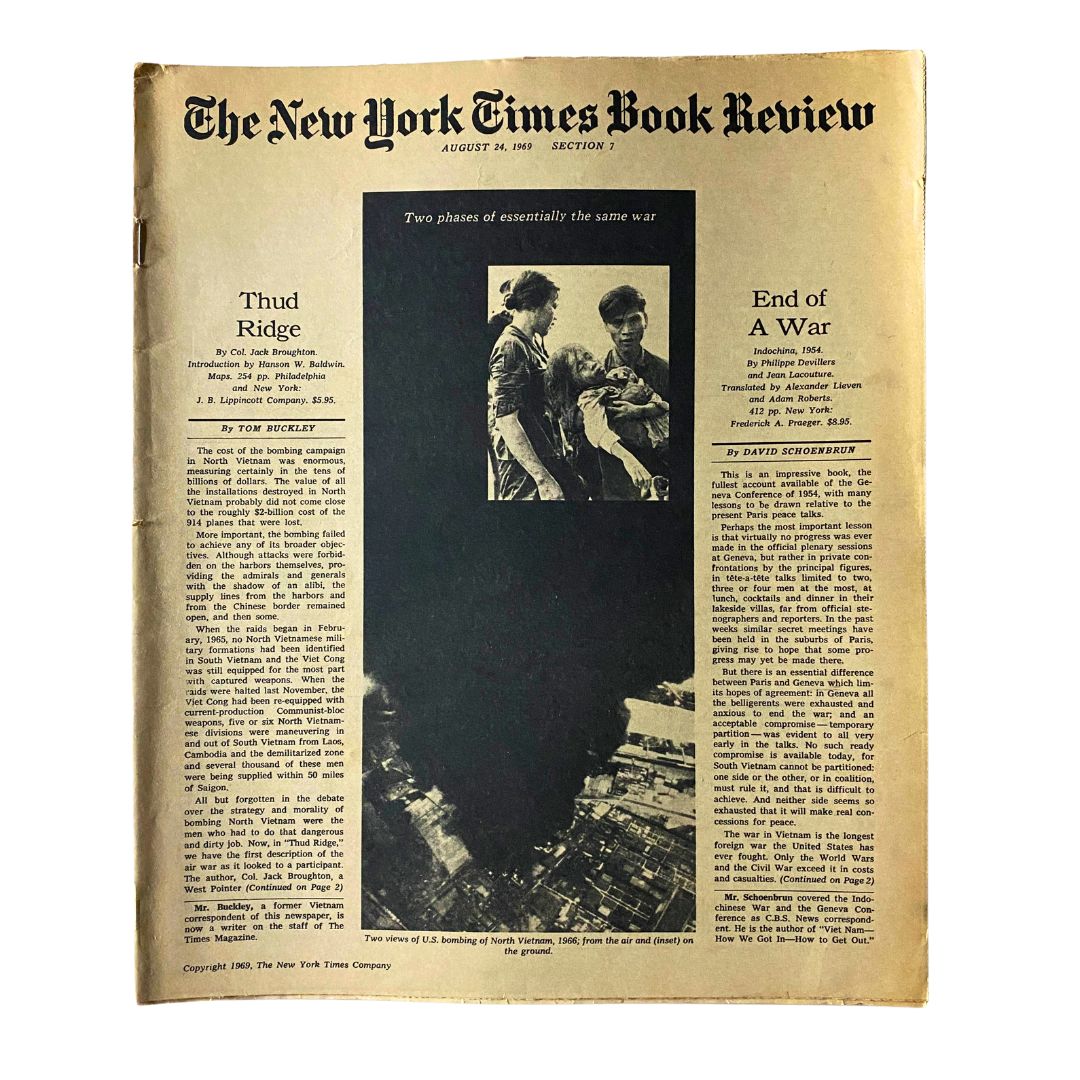 The New York Times Book Review
AUGUST 24, 1969 SECTION 7
Two phases of essentially the same war
Thud
Ridge
By Col. Jack Broughton.
Introduction by Hanson W. Baldwin.
Maps. 254 pp. Philadelphia
and New York:
J. B. Lippincott Company. $5.95.
By TOM BUCKLEY
The cost of the bombing campaign
in North Vietnam was enormous,
measuring certainly in the tens of
billions of dollars. The value of all
the installations destroyed in North
Vietnam probably did not come close
to the roughly $2-billion cost of the
914 planes that were lost.
More important, the bombing failed
to achieve any of its broader objec-
tives. Although attacks were forbid-
den on the harbors themselves, pro-
viding the admirals and generals
with the shadow of an alibi, the
supply lines from the harbors and
from the Chinese border remained
open, and then some.
When the raids began in Febru-
ary, 1965, no North Vietnamese mili-
tary formations had been identified
in South Vietnam and the Viet Cong
was still equipped for the most part
with captured weapons. When the
raids were halted last November, the
Viet Cong had been re-equipped with
current-production Communist-bloc
weapons, five or six North Vietnam-
ese divisions were maneuvering in
and out of South Vietnam from Laos,
Cambodia and the demilitarized zone
and several thousand of these men
were being supplied within 50 miles
of Saigon.
All but forgotten in the debate
over the strategy and morality of
bombing North Vietnam were the
men who had to do that dangerous
and dirty job. Now, in "Thud Ridge,"
we have the first description of the
air war as it looked to a participant.
The author, Col. Jack Broughton, a
West Pointer (Continued on Page 2)
Mr. Buckley, a former Vietnam
correspondent of this newspaper, is
now a writer on the staff of The
Times Magazine.
Copyright 1969, The New York Times Company
Two views of U.S. bombing of North Vietnam, 1966; from the air and (inset) on
the ground.
End of
A War
Indochina, 1954.
By Philippe Devillers
and Jean Lacouture.
Translated by Alexander Lieven
and Adam Roberts.
412 pp. New York:
Frederick A. Praeger. $8.95.
By DAVID SCHOENBRUN
This is an impressive book, the
fullest account available of the Ge-
neva Conference of 1954, with many
lessons to be drawn relative to the
present Paris peace talks.
Perhaps the most important lesson
is that virtually no progress was ever
made in the official plenary sessions
at Geneva, but rather in private con-
frontations by the principal figures,
in tête-a-tête talks limited to two,
three or four men at the most, at
lunch, cocktails and dinner in their
lakeside villas, far from official ste-
nographers and reporters. In the past
weeks similar secret meetings have
been held in the suburbs of Paris,
giving rise to hope that some pro-
gress may yet be made there.
But there is an essential difference
between Paris and Geneva which lim-
its hopes of agreement: in Geneva all
the belligerents were exhausted and
anxious to end the war; and an
acceptable compromise — temporary
partition — was evident to all very
early in the talks. No such ready
compromise is available today, for
South Vietnam cannot be partitioned:
one side or the other, or in coalition,
must rule it, and that is difficult to
achieve. And neither side seems so
exhausted that it will make real con-
cessions for peace.
The war in Vietnam is the longest
foreign war the United States has
ever fought. Only the World Wars
and the Civil War exceed it in costs
and casualties. (Continued on Page 2)
Mr. Schoenbrun covered the Indo-
chinese War and the Geneva Con-
ference as C.B.S. News correspond-
ent. He is the author of "Viet Nam—
How We Got In—How to Get Out."